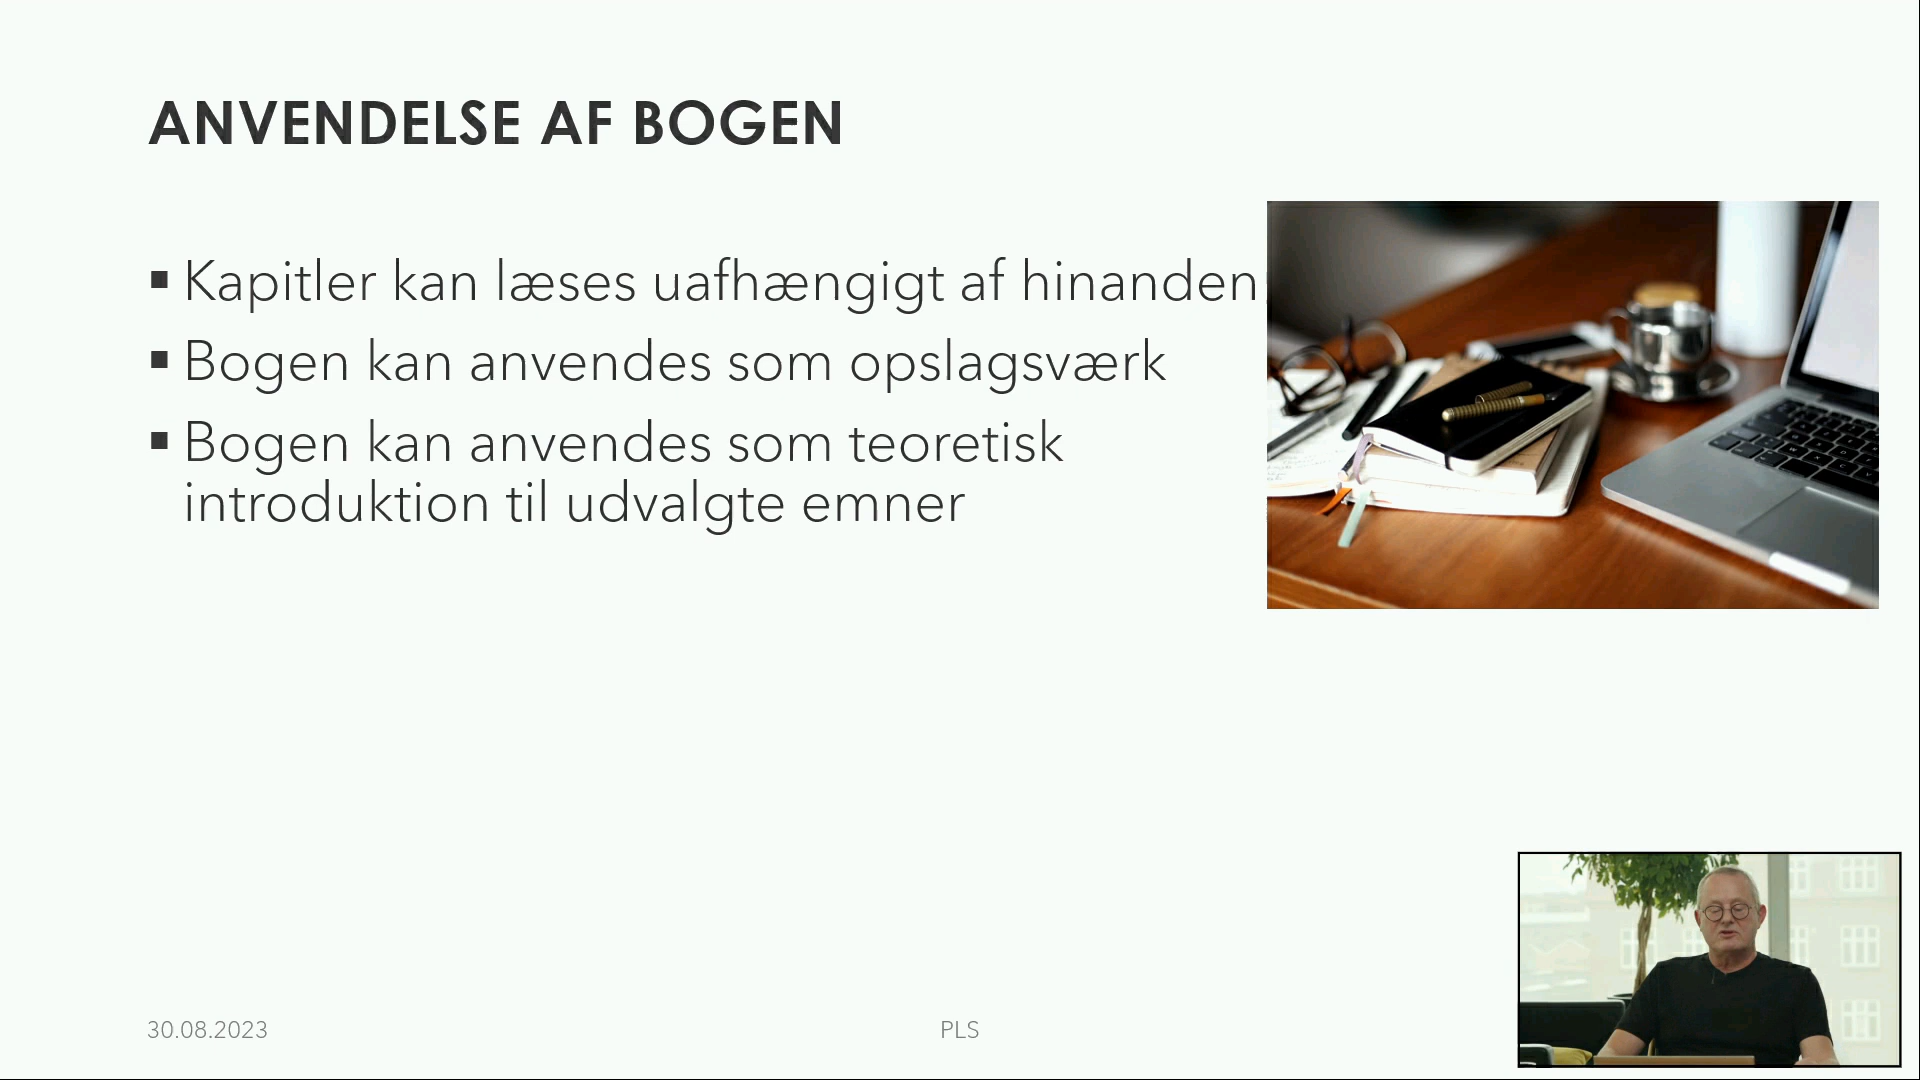 ANVENDELSE AF BOGEN
▪ Kapitler kan læses uafhængigt af hinanden
▪ Bogen kan anvendes som opslagsværk
▪ Bogen kan anvendes som teoretisk
introduktion til udvalgte emner
30.08.2023
PLS